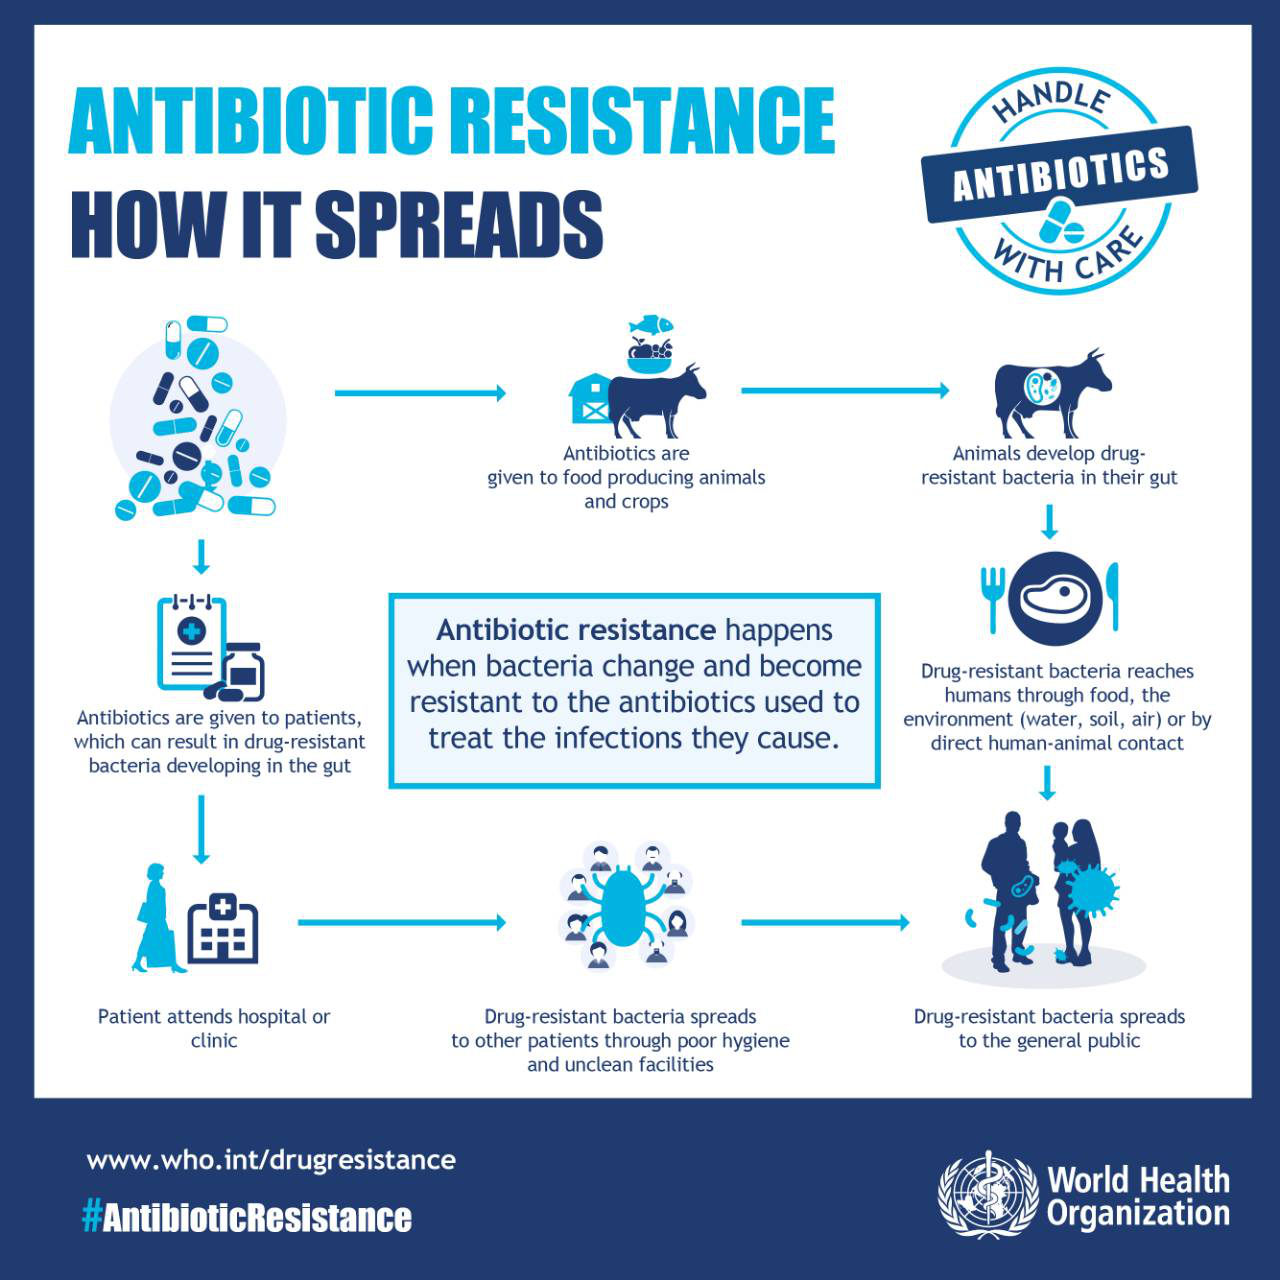 ANTIBIOTIC RESISTANCE
HOW IT SPREADS
HANDLE
ANTIBIOTICS
WITH CARE
Antibiotics are
given to food producing animals
and crops
Animals develop drug-
resistant bacteria in their gut
Antibiotics are given to patients,
which can result in drug-resistant
bacteria developing in the gut
Antibiotic resistance happens
when bacteria change and become
resistant to the antibiotics used to
treat the infections they cause.
Drug-resistant bacteria reaches
humans through food, the
environment (water, soil, air) or by
direct human-animal contact
Patient attends hospital or
clinic
Drug-resistant bacteria spreads
to other patients through poor hygiene
and unclean facilities
Drug-resistant bacteria spreads
to the general public
www.who.int/drugresistance
#AntibioticResistance
World Health
Organization